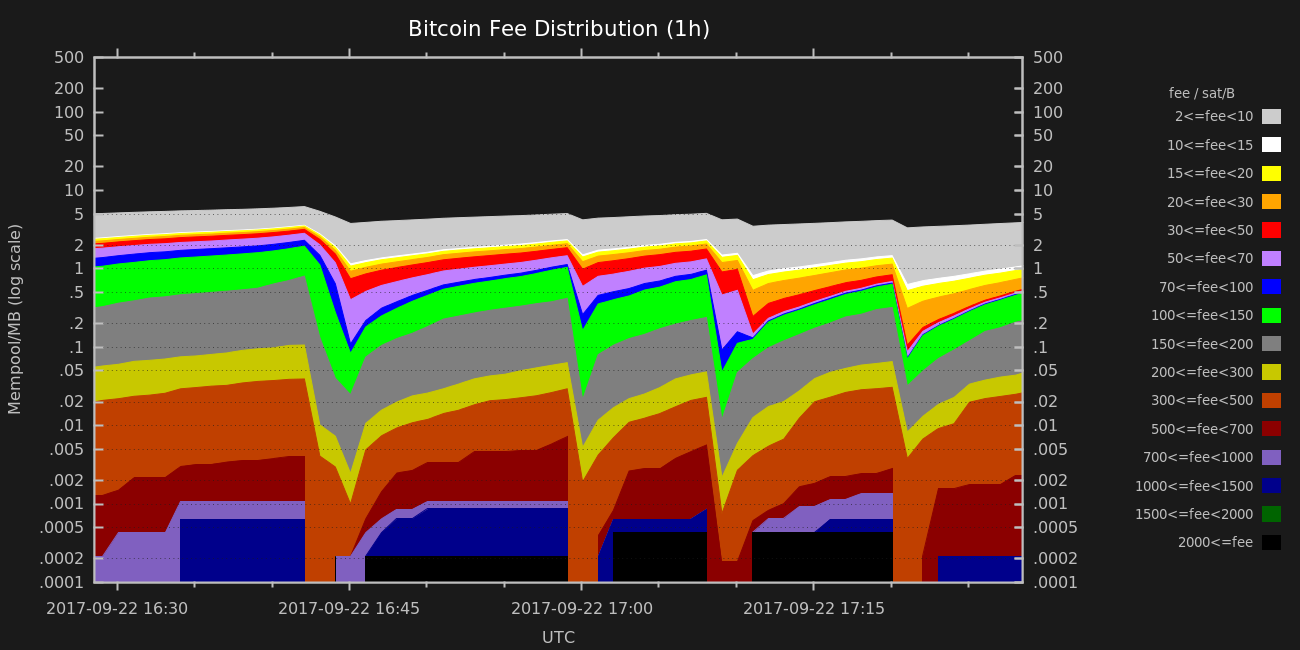 Bitcoin Fee Distribution (1h)
Mempool/MB (log scale)
500
200
100
50
20
10
5
2
1
.5
.2
.1
.05
.02
.01
.005
.002
.001
.0005
.0002
.0001
500
200
100
50
20
10
5
2
1
.5
.2
.1
.05
.02
.01
.005
.002
.001
.0005
.0002
.0001
2017-09-22 16:30
2017-09-22 16:45
2017-09-22 17:00
2017-09-22 17:15
UTC
fee / sat/B
2<=fee<10
10<=fee<15
15<=fee<20
20<=fee<30
30<=fee<50
50<=fee<70
70<=fee<100
100<=fee<150
150<=fee<200
200<=fee<300
300<=fee<500
500<=fee<700
700<=fee<1000
1000<=fee<1500
1500<=fee<2000
2000<=fee